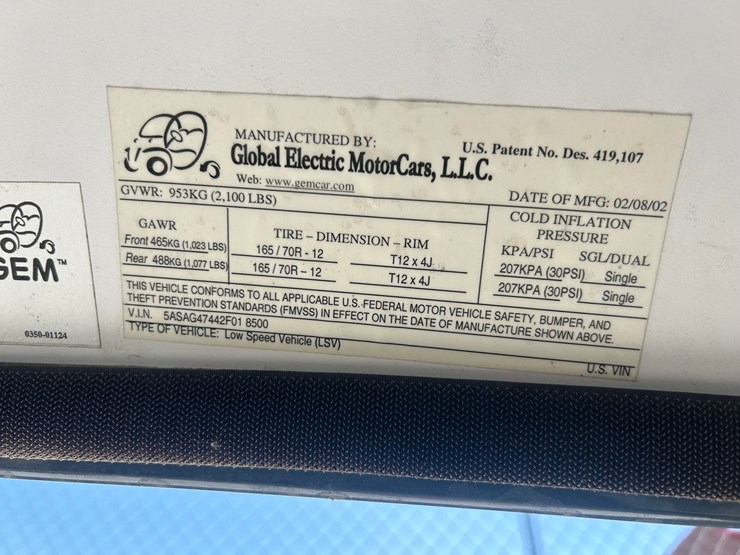 MANUFACTURED BY:
Global Electric MotorCars, L.L.C.
U.S. Patent No. Des. 419,107
Web: www.gemcar.com
GVWR: 953KG (2,100 LBS)
DATE OF MFG: 02/08/02
GAWR
TIRE – DIMENSION – RIM
COLD INFLATION
PRESSURE
KPA/PSI SGL/DUAL
Front 465KG (1,023 LBS) 165 / 70R - 12 T12 x 4J 207KPA (30PSI) Single
Rear 488KG (1,077 LBS) 165 / 70R - 12 T12 x 4J 207KPA (30PSI) Single
THIS VEHICLE CONFORMS TO ALL APPLICABLE U.S. FEDERAL MOTOR VEHICLE SAFETY, BUMPER, AND
THEFT PREVENTION STANDARDS (FMVSS) IN EFFECT ON THE DATE OF MANUFACTURE SHOWN ABOVE.
V.I.N. 5ASAG47442F01 8500
TYPE OF VEHICLE: Low Speed Vehicle (LSV)
U.S. VIN
GEM™
0350-01124